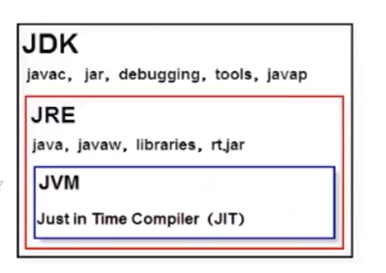 JDK
javac, jar, debugging, tools, javap
JRE
java, javaw, libraries, rt.jar
JVM
Just in Time Compiler (JIT)